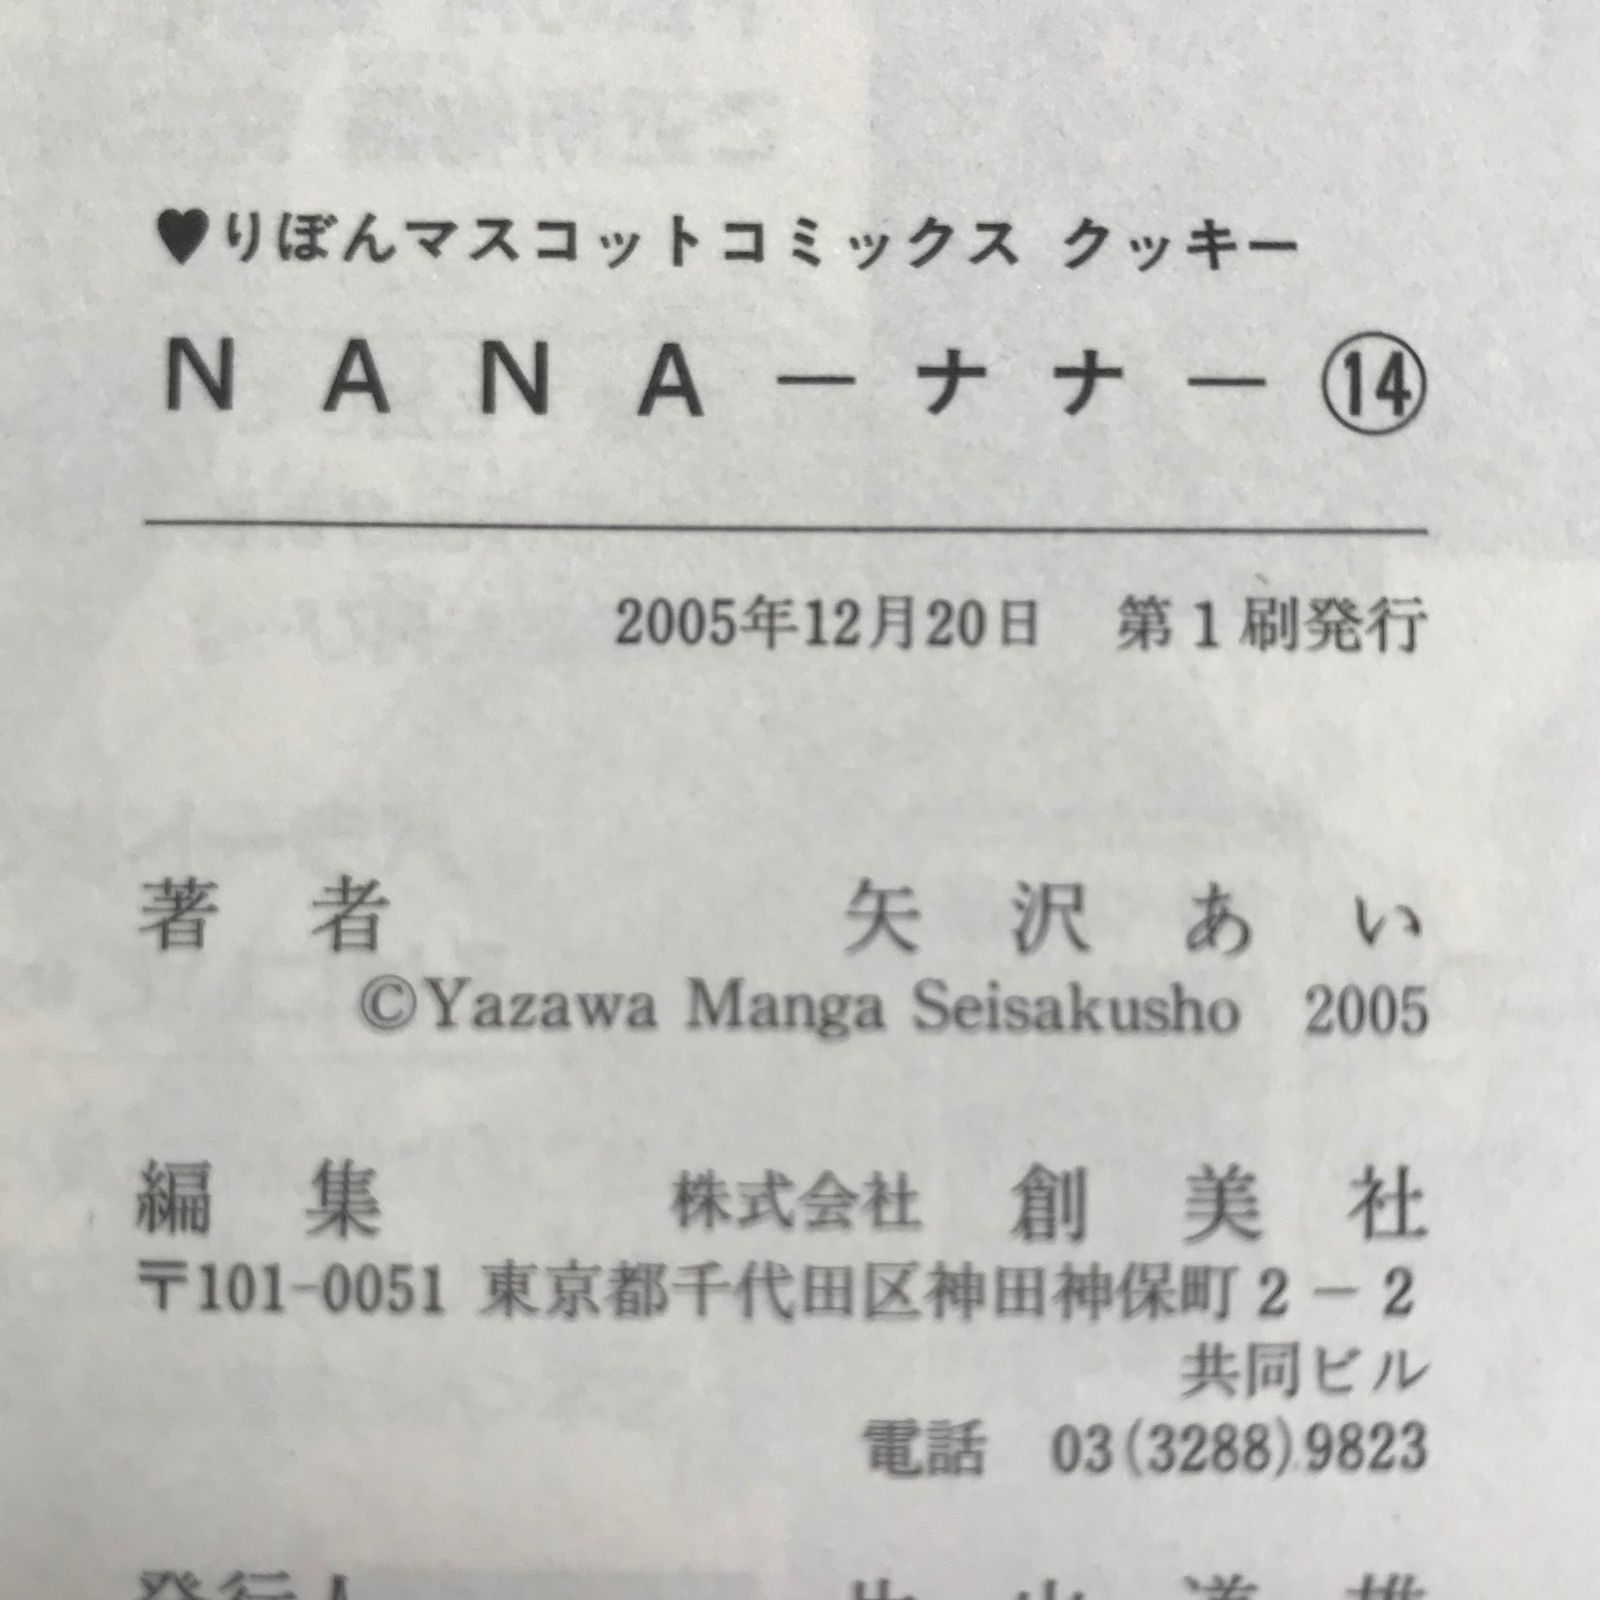 ♥りぼんマスコットコミックス クッキー
NANA―ナナ―⑭
2005年12月20日 第1刷発行
著者 矢沢あい
©Yazawa Manga Seisakusho 2005
編集 株式会社 創美社
〒101-0051 東京都千代田区神田神保町2-2
共同ビル
電話 03(3288)9823
発行人